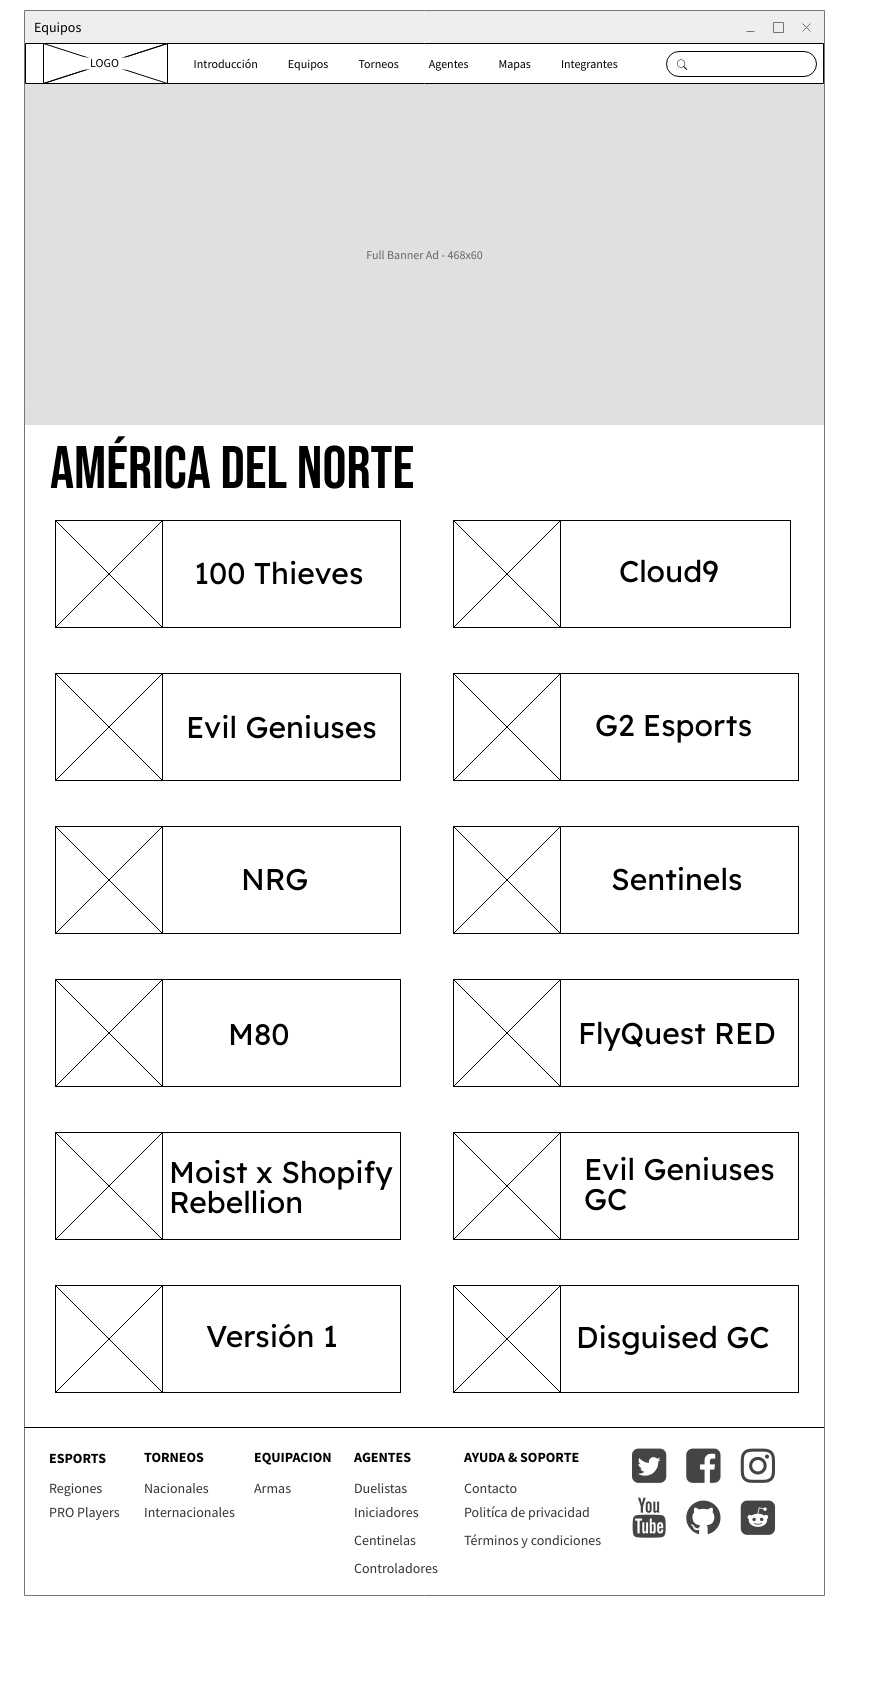 Equipos
LOGO
Introducción
Equipos
Torneos
Agentes
Mapas
Integrantes
Full Banner Ad - 468x60
AMÉRICA DEL NORTE
100 Thieves
Cloud9
Evil Geniuses
G2 Esports
NRG
Sentinels
M80
FlyQuest RED
Moist x Shopify
Rebellion
Evil Geniuses
GC
Versión 1
Disguised GC
ESPORTS
Regiones
PRO Players
TORNEOS
Nacionales
Internacionales
EQUIPACION
Armas
AGENTES
Duelistas
Iniciadores
Centinelas
Controladores
AYUDA & SOPORTE
Contacto
Politíca de privacidad
Términos y condiciones
You
Tube